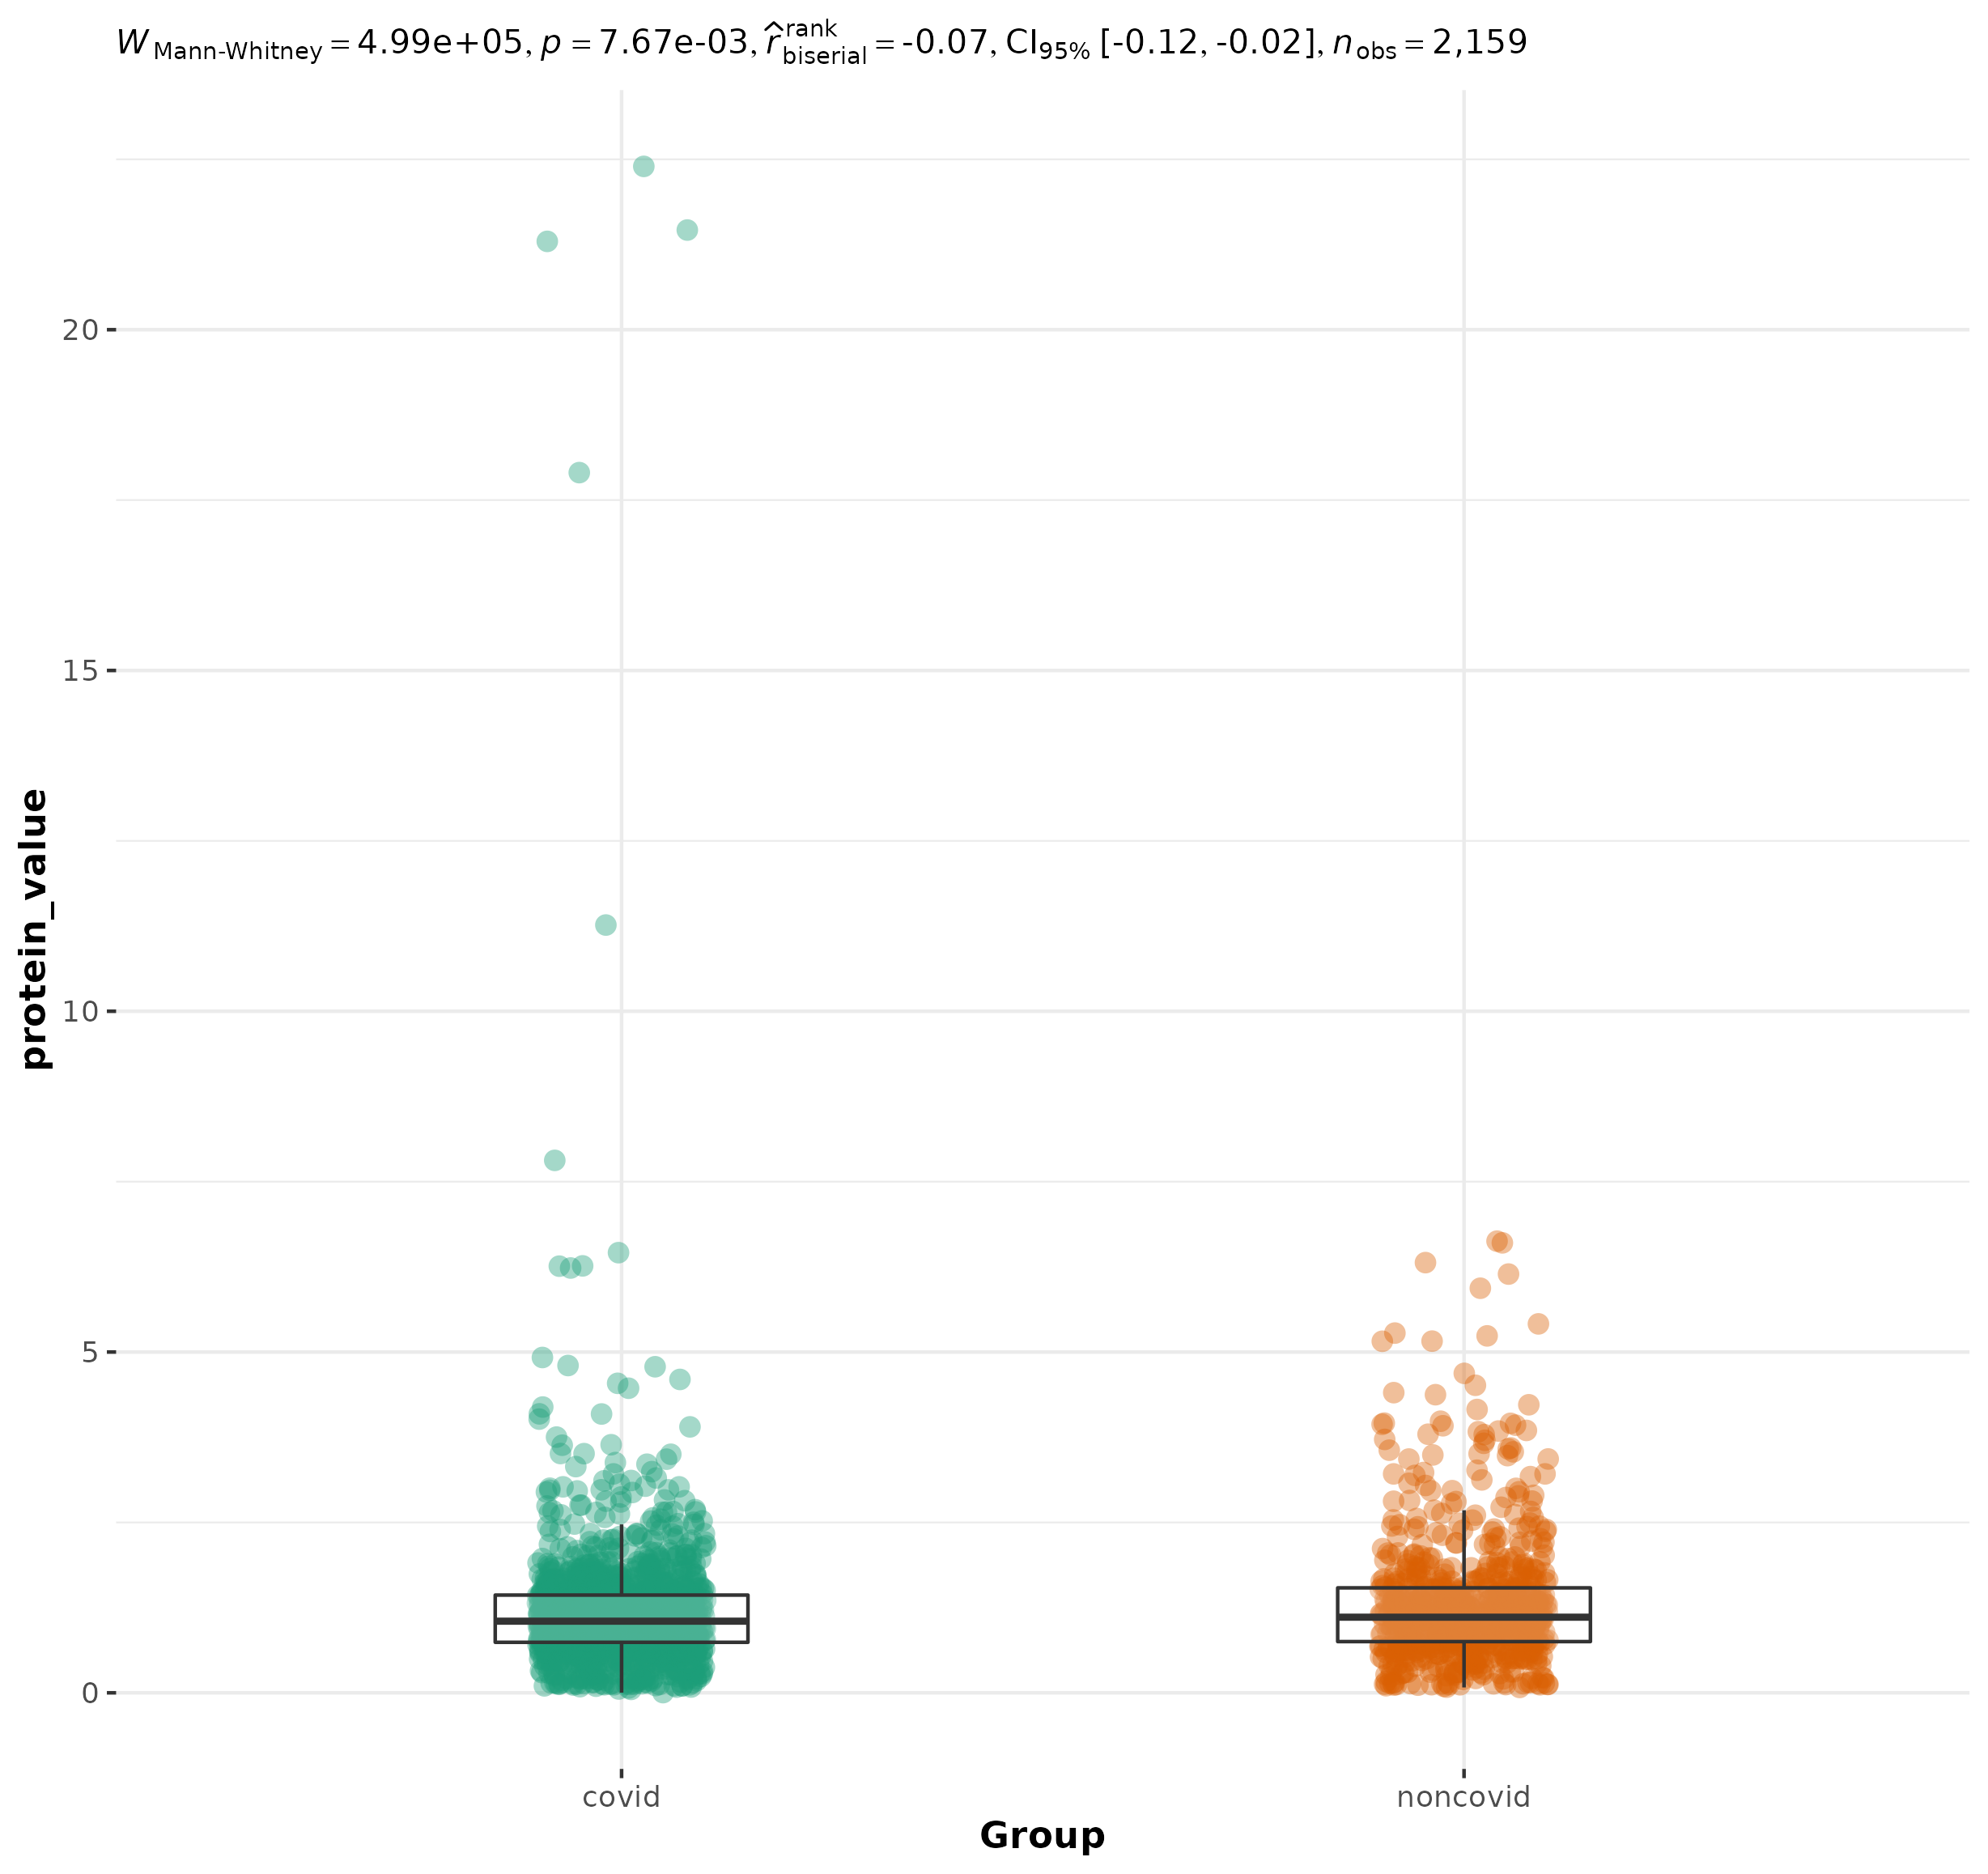 W Mann-Whitney = 4.99e+05, p = 7.67e-03, r̂ rank biserial = -0.07, CI95% [-0.12, -0.02], n obs = 2,159
protein_value
20
15
10
5
0
covid noncovid
Group